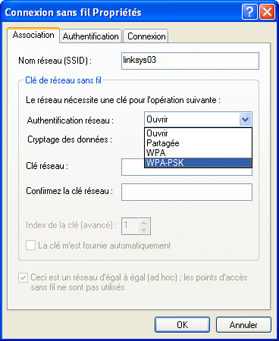 Connexion sans fil Propriétés
Association
Authentification
Connexion
Nom réseau (SSID) :
linksys03
Clé de réseau sans fil
Le réseau nécessite une clé pour l'opération suivante :
Authentification réseau :
Ouvrir
Ouvrir
Partagée
WPA
WPA-PSK
Cryptage des données :
Clé réseau :
Confirmez la clé réseau :
Index de la clé (avancé) :
1
La clé m'est fournie automatiquement
Ceci est un réseau d'égal à égal (ad hoc) ; les points d'accès
sans fil ne sont pas utilisés
OK
Annuler